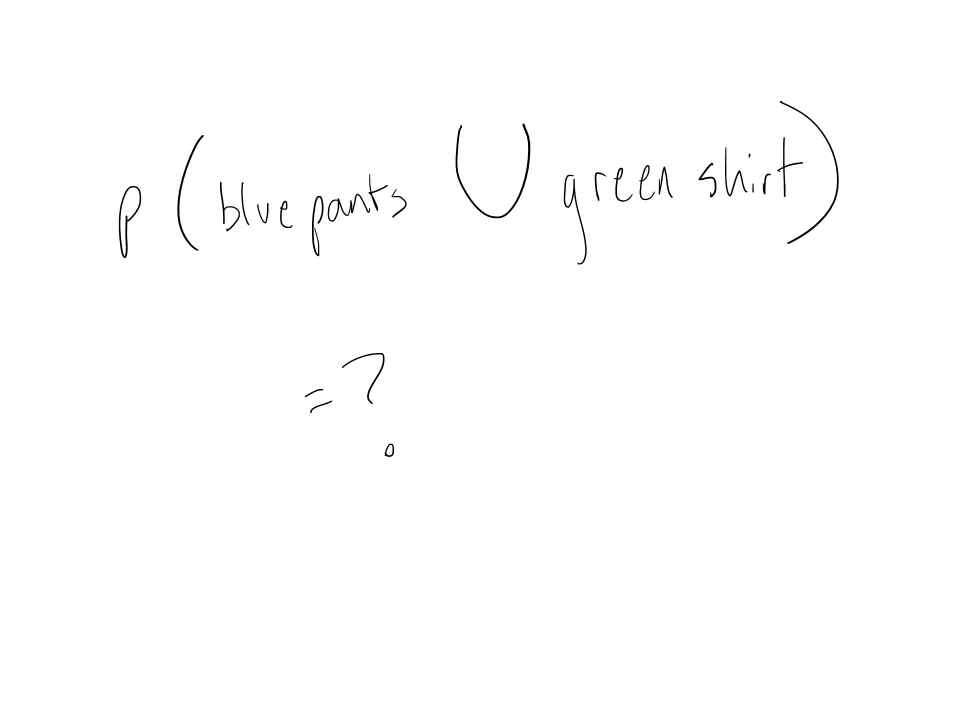 p (blue pants ∪ green shirt)
= ?